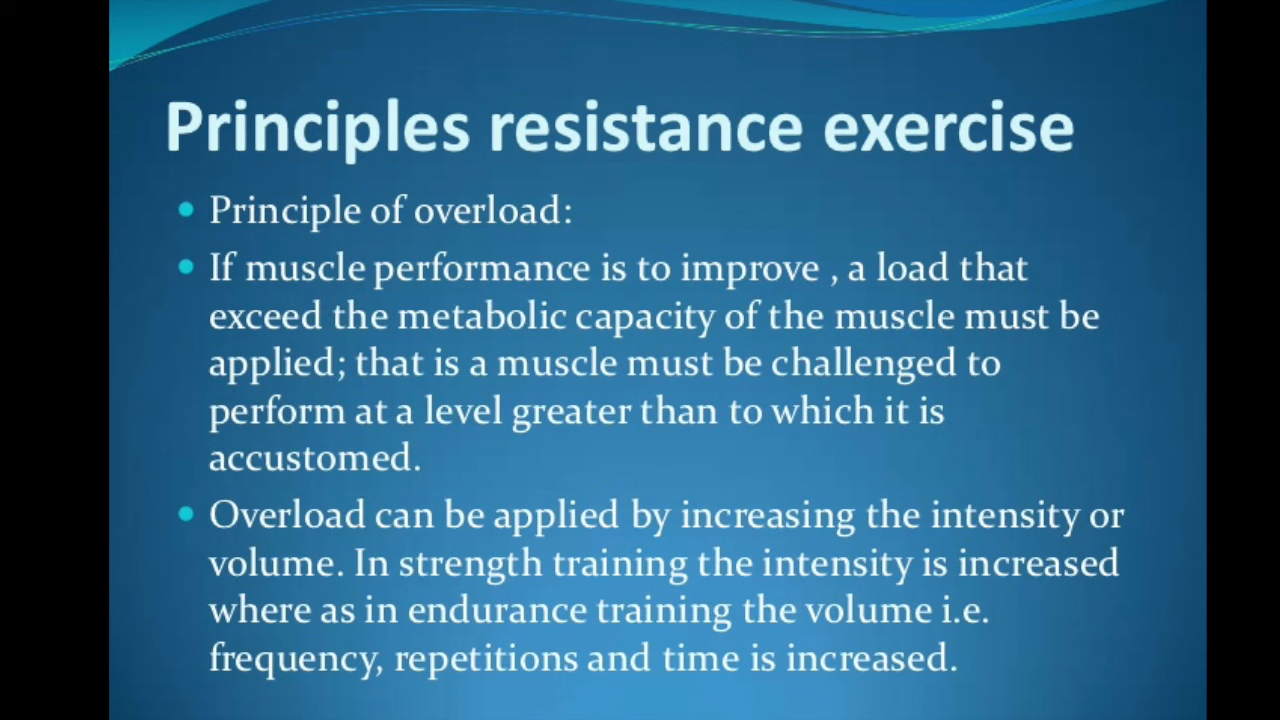 Principles resistance exercise
• Principle of overload:
• If muscle performance is to improve , a load that
exceed the metabolic capacity of the muscle must be
applied; that is a muscle must be challenged to
perform at a level greater than to which it is
accustomed.
• Overload can be applied by increasing the intensity or
volume. In strength training the intensity is increased
where as in endurance training the volume i.e.
frequency, repetitions and time is increased.